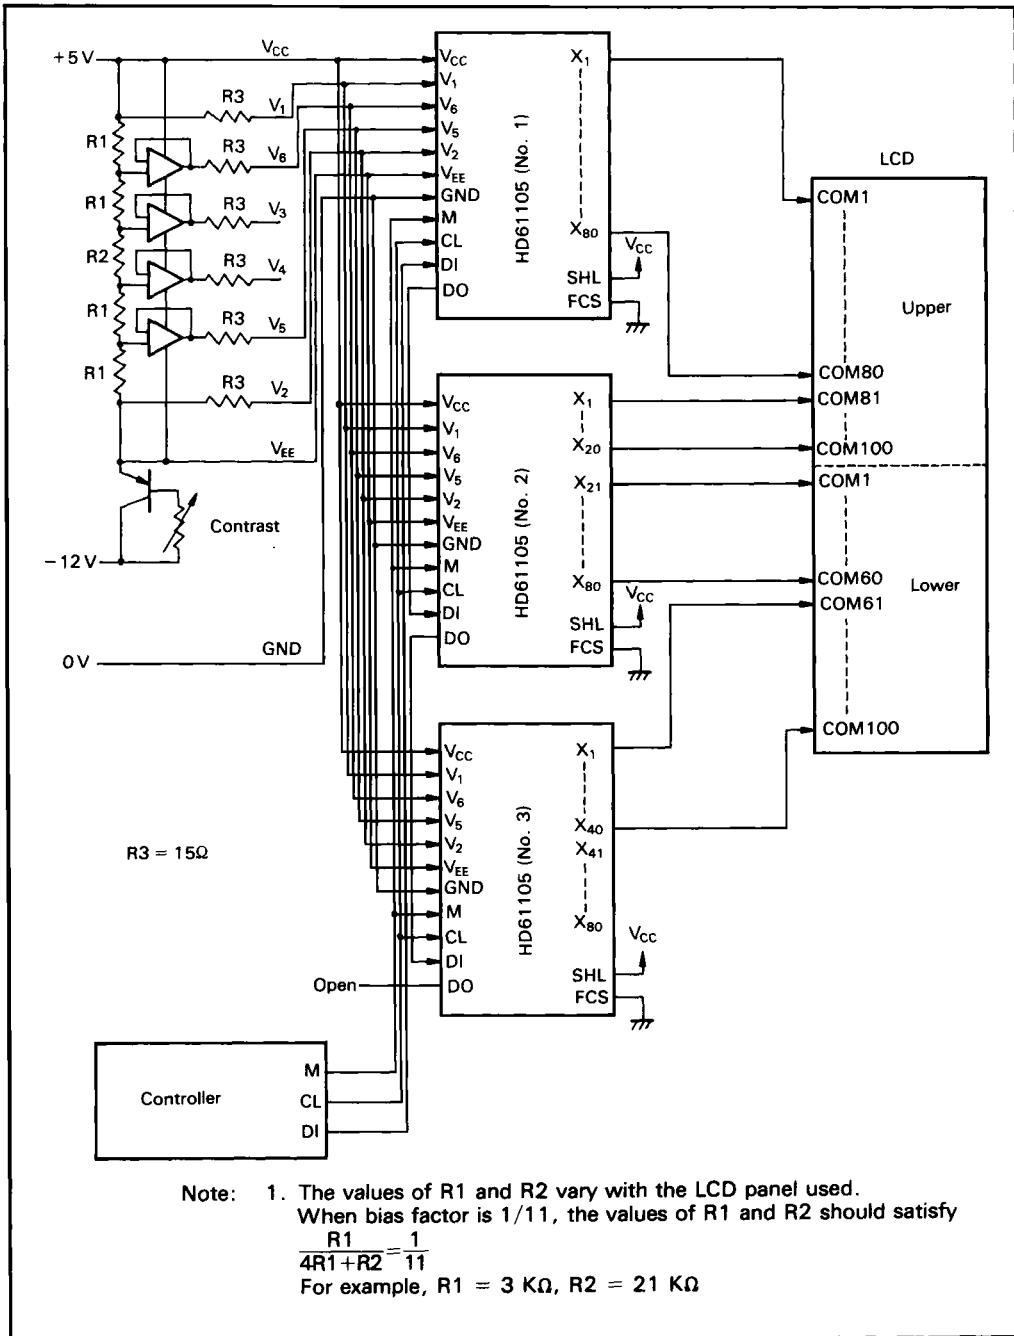 +5V
VCC
R3
V1
R1
R3
V6
R1
R3
V3
R2
R3
V4
R1
R3
V5
R1
R3
V2
VEE
Contrast
-12V
GND
0V
R3 = 15Ω
VCC
V1
V6
V5
V2
VEE
GND
M
CL
DI
DO
HD61105 (No. 1)
X1
X80
VCC
SHL
FCS
VCC
V1
V6
V5
V2
VEE
GND
M
CL
DI
DO
HD61105 (No. 2)
X1
X20
X21
X80
VCC
SHL
FCS
VCC
V1
V6
V5
V2
VEE
GND
M
CL
DI
DO
Open
HD61105 (No. 3)
X1
X40
X41
X80
VCC
SHL
FCS
LCD
COM1
Upper
COM80
COM81
COM100
COM1
COM60
Lower
COM61
COM100
Controller
M
CL
DI
Note: 1. The values of R1 and R2 vary with the LCD panel used.
When bias factor is 1/11, the values of R1 and R2 should satisfy
R1
4R1+R2
=
1
11
For example, R1 = 3 KΩ, R2 = 21 KΩ